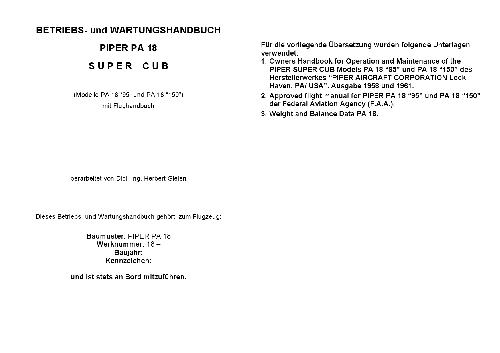 BETRIEBS- und WARTUNGSHANDBUCH
PIPER PA 18
SUPER CUB
(Modelle PA 18 "95" und PA 18 "150")
mit Flughandbuch
bearbeitet von Dipl. Ing. Herbert
Dieses Betriebs- und Wartungshandbuch gehört zum Flugzeug:
Baumuster: PIPER PA 18
Werknummer: 18 –
Baujahr:
Kennzeichen:
und ist stets an Bord mitzuführen.
Für die vorliegende Übersetzung wurden folgende Unterlagen
verwendet:
1. Owners Handbook for Operation and Maintenance of the
PIPER SUPER CUB Models PA 18 "95" und PA 18 "150" des
Herstellerwerkes "PIPER AIRCRAFT CORPORATION Lock
Haven, PA/ USA". Ausgabe 1958 und 1961.
2. Approved flight manual for PIPER PA 18 "95" und PA 18 "150"
der Federal Aviation Agency (F.A.A.)
3. Weight and Balance Data PA 18.